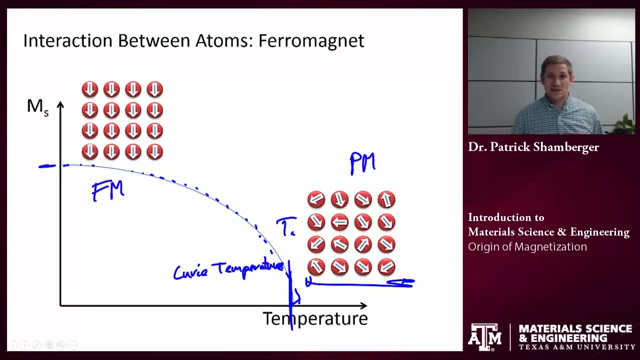 Interaction Between Atoms: Ferromagnet
Ms
FM
PM
Tc
Curie Temperature
Temperature
Dr. Patrick Shamberger
Introduction to
Materials Science & Engineering
Origin of Magnetization
ATM
MATERIALS SCIENCE
& ENGINEERING
TEXAS A&M UNIVERSITY